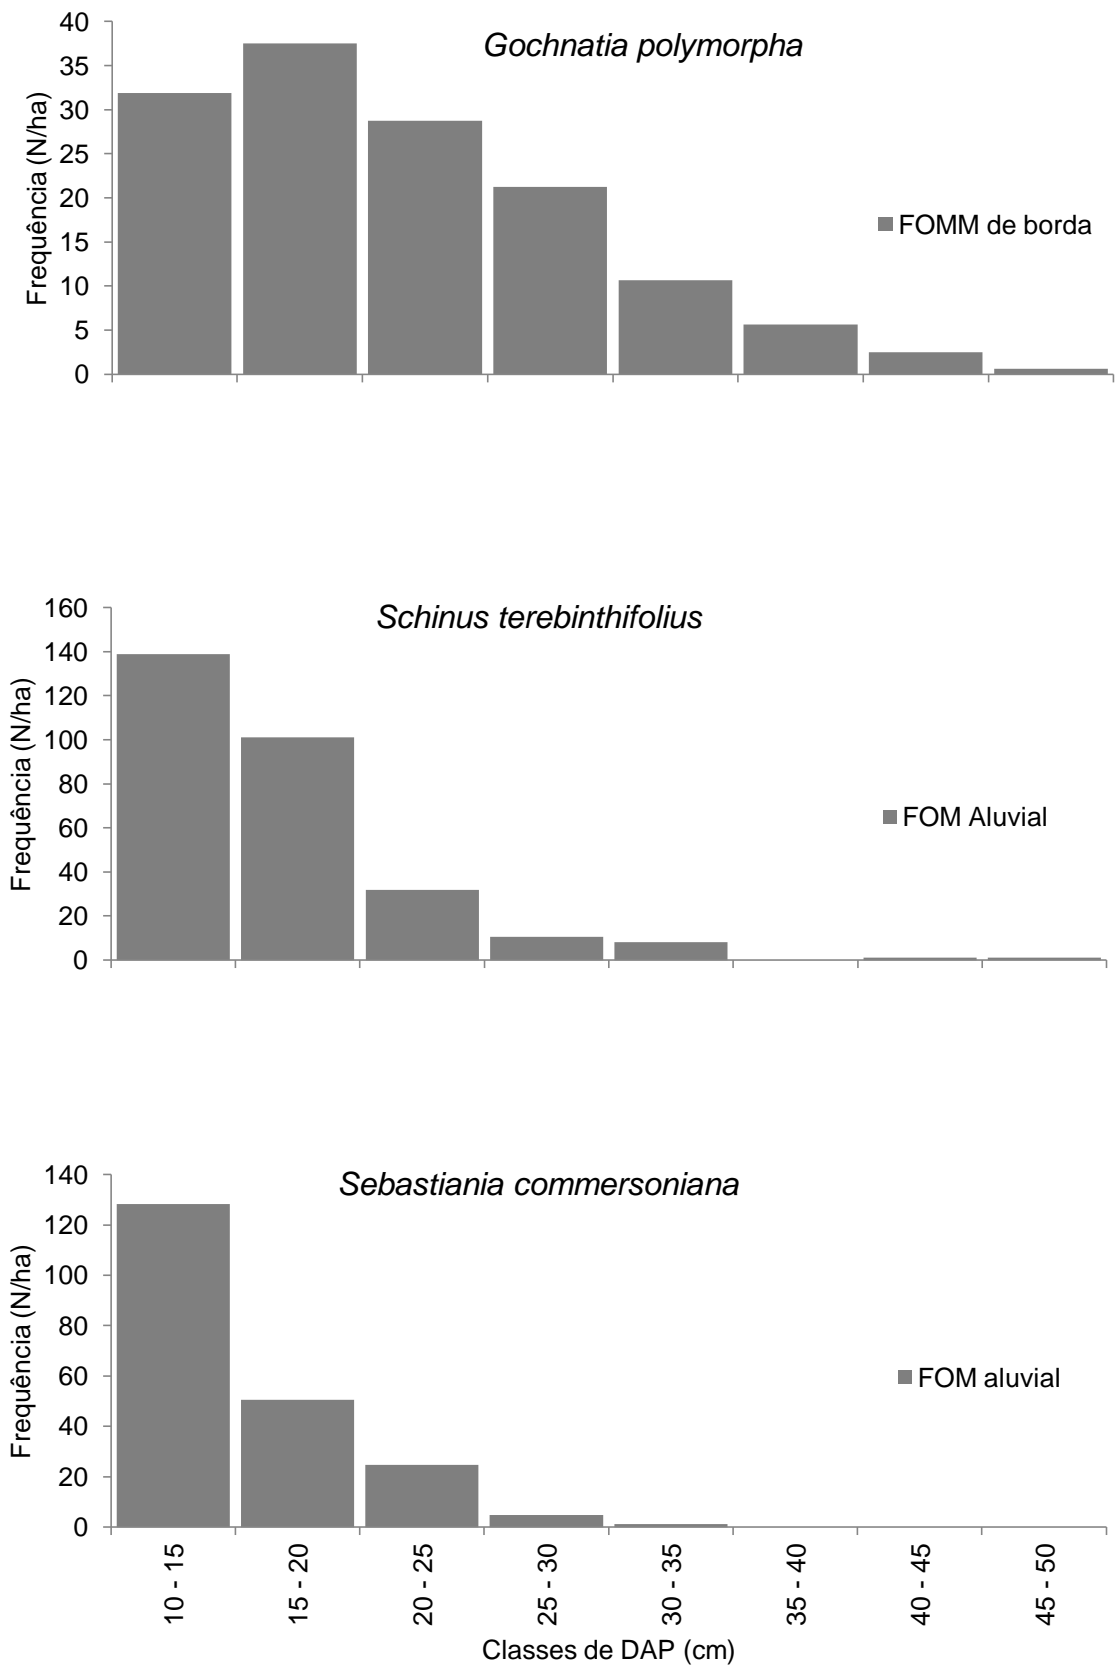 Gochnatia polymorpha
Frequência (N/ha)
40
35
30
25
20
15
10
5
0
FOMM de borda
Schinus terebinthifolius
Frequência (N/ha)
160
140
120
100
80
60
40
20
0
FOM Aluvial
Sebastiania commersoniana
Frequência (N/ha)
140
120
100
80
60
40
20
0
FOM aluvial
10 - 15
15 - 20
20 - 25
25 - 30
30 - 35
35 - 40
40 - 45
45 - 50
Classes de DAP (cm)